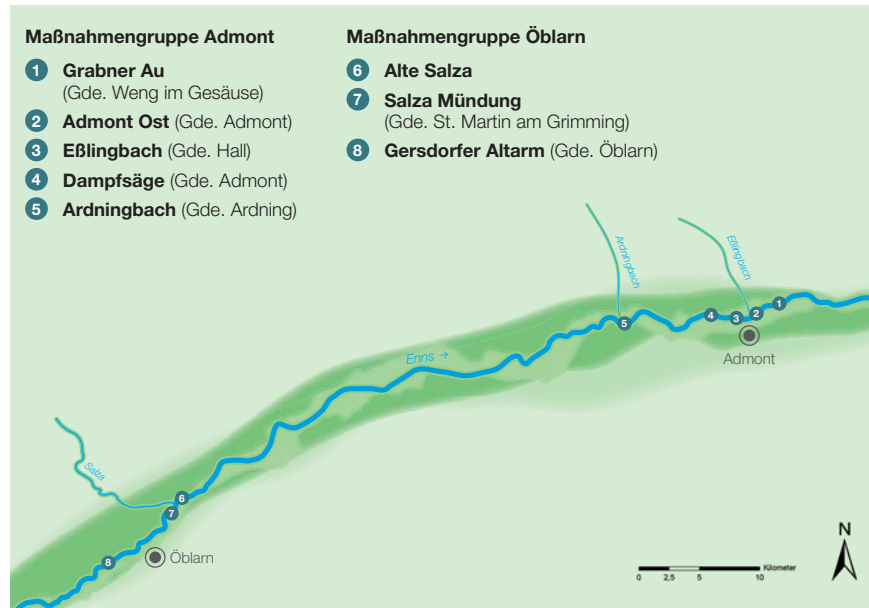 Maßnahmengruppe Admont
1 Grabner Au
(Gde. Weng im Gesäuse)
2 Admont Ost (Gde. Admont)
3 Eßlingbach (Gde. Hall)
4 Dampfsäge (Gde. Admont)
5 Ardningbach (Gde. Ardning)
Maßnahmengruppe Öblarn
6 Alte Salza
7 Salza Mündung
(Gde. St. Martin am Grimming)
8 Gersdorfer Altarm (Gde. Öblarn)
Ardningbach
Eßlingbach
1
2
3
4
5
Admont
Enns →
Salza
6
7
8
Öblarn
N
Kilometer
0 2,5 5 10